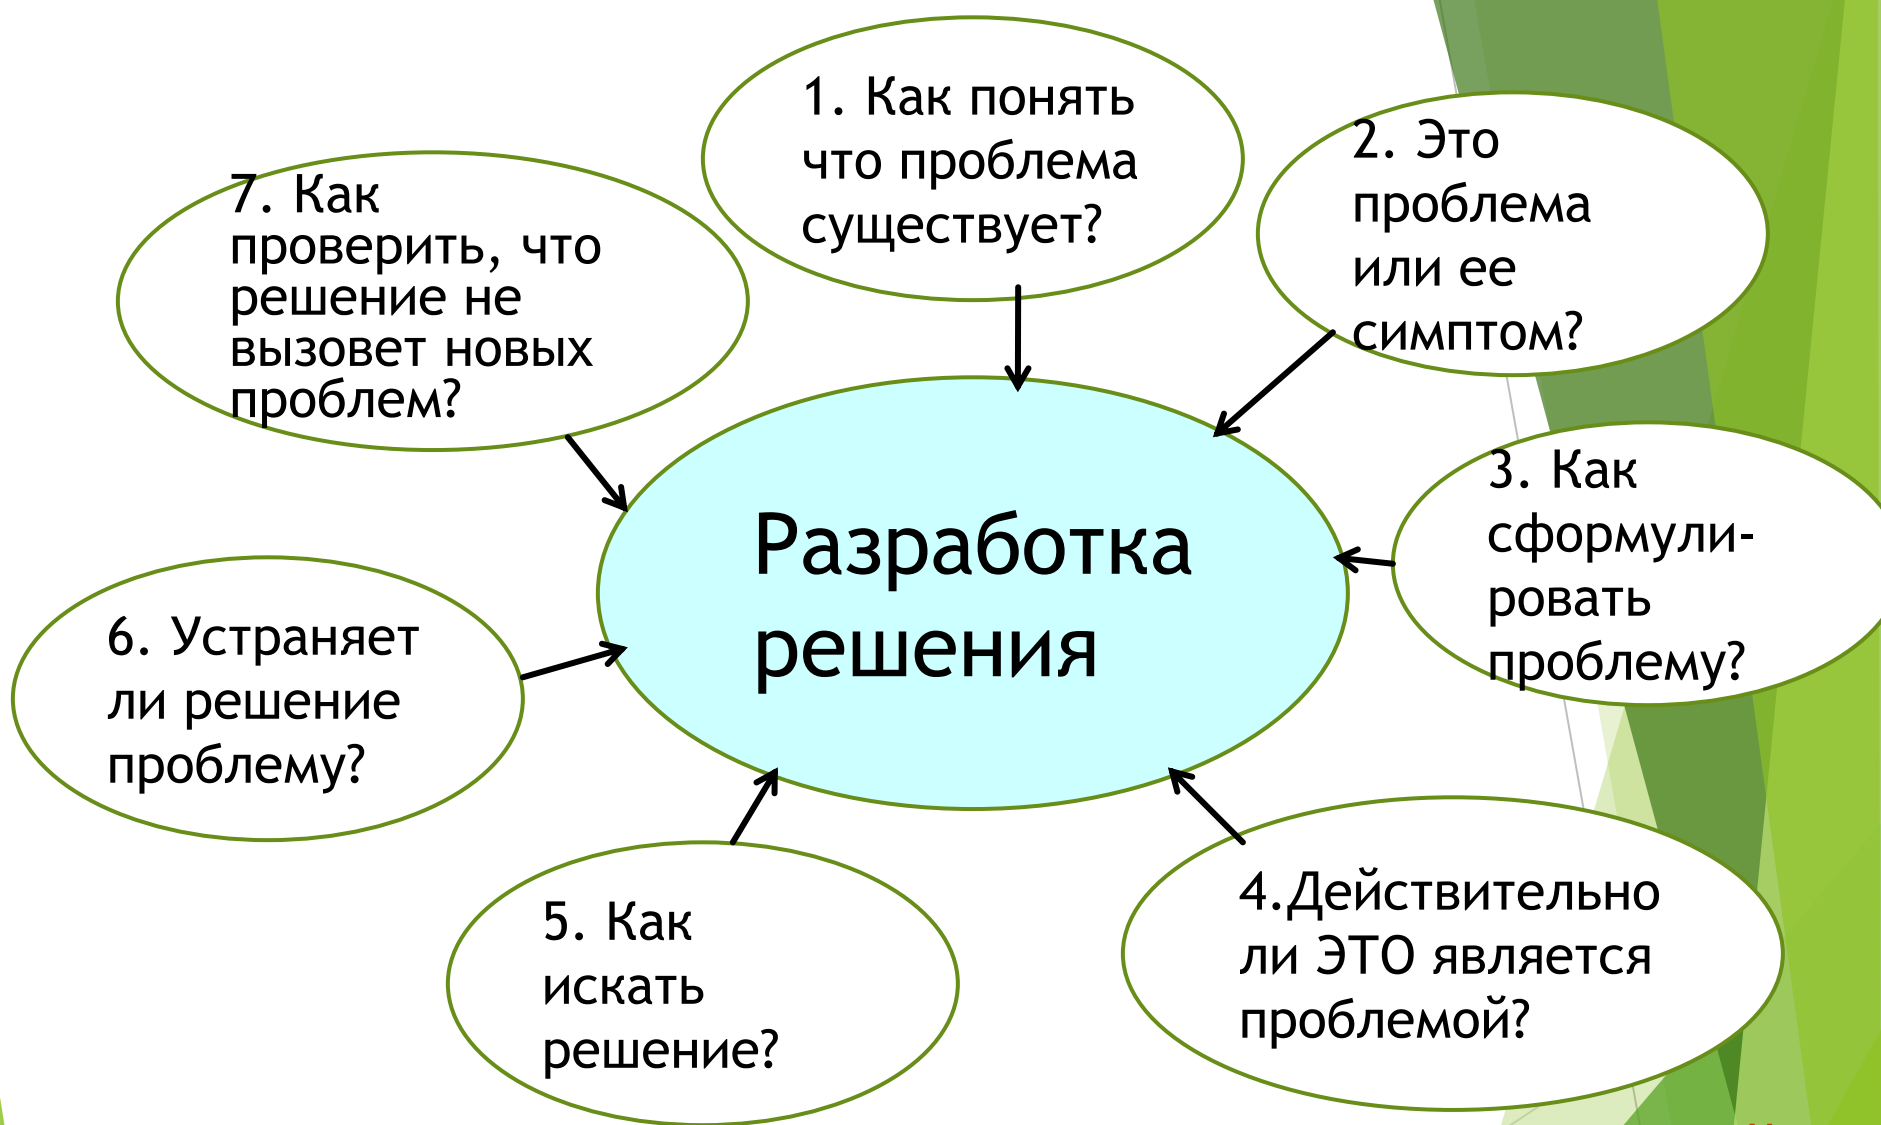 1. Как понять
что проблема
существует?
2. Это
проблема
или ее
симптом?
3. Как
сформули-
ровать
проблему?
4.Действительно
ли ЭТО является
проблемой?
5. Как
искать
решение?
6. Устраняет
ли решение
проблему?
7. Как
проверить, что
решение не
вызовет новых
проблем?
Разработка
решения